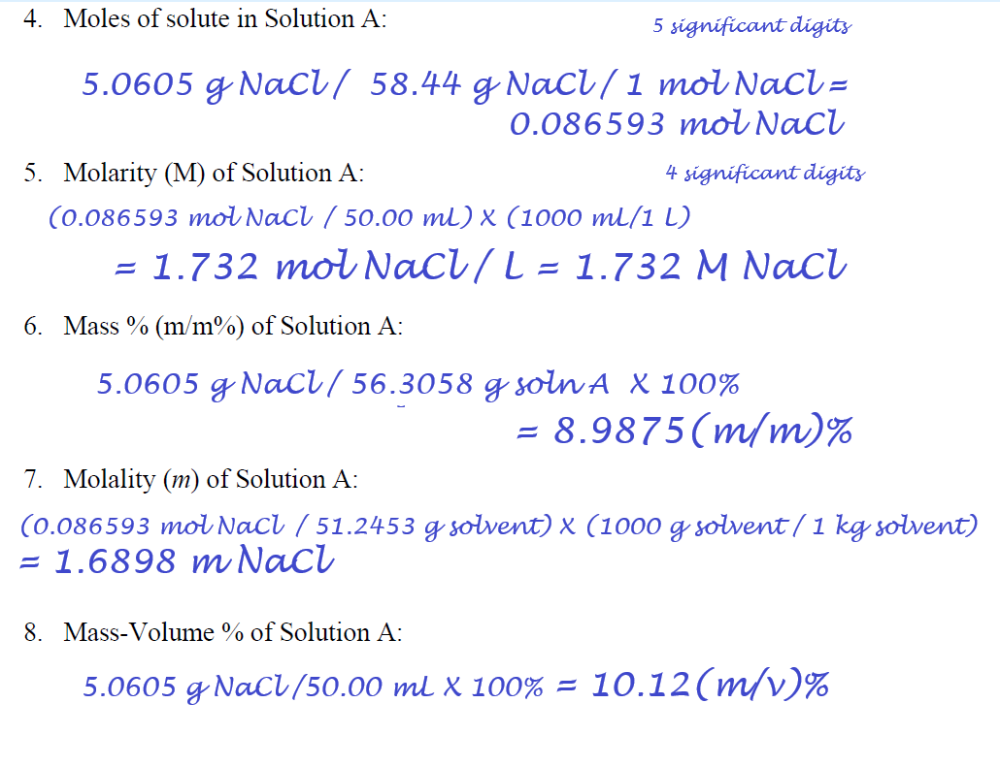 4. Moles of solute in Solution A:
5 significant digits
5.0605 g NaCl/ 58.44 g NaCl/ 1 mol NaCl =
0.086593 mol NaCl
5. Molarity (M) of Solution A:
4 significant digits
(0.086593 mol NaCl / 50.00 mL) X (1000 mL/1 L)
= 1.732 mol NaCl/ L = 1.732 M NaCl
6. Mass % (m/m%) of Solution A:
5.0605 g NaCl/ 56.3058 g soln A X 100%
= 8.9875(m/m)%
7. Molality (m) of Solution A:
(0.086593 mol NaCl / 51.2453 g solvent) X (1000 g solvent/ 1 kg solvent)
= 1.6898 m NaCl
8. Mass-Volume % of Solution A:
5.0605 g NaCl/50.00 mL X 100% = 10.12(m/v)%